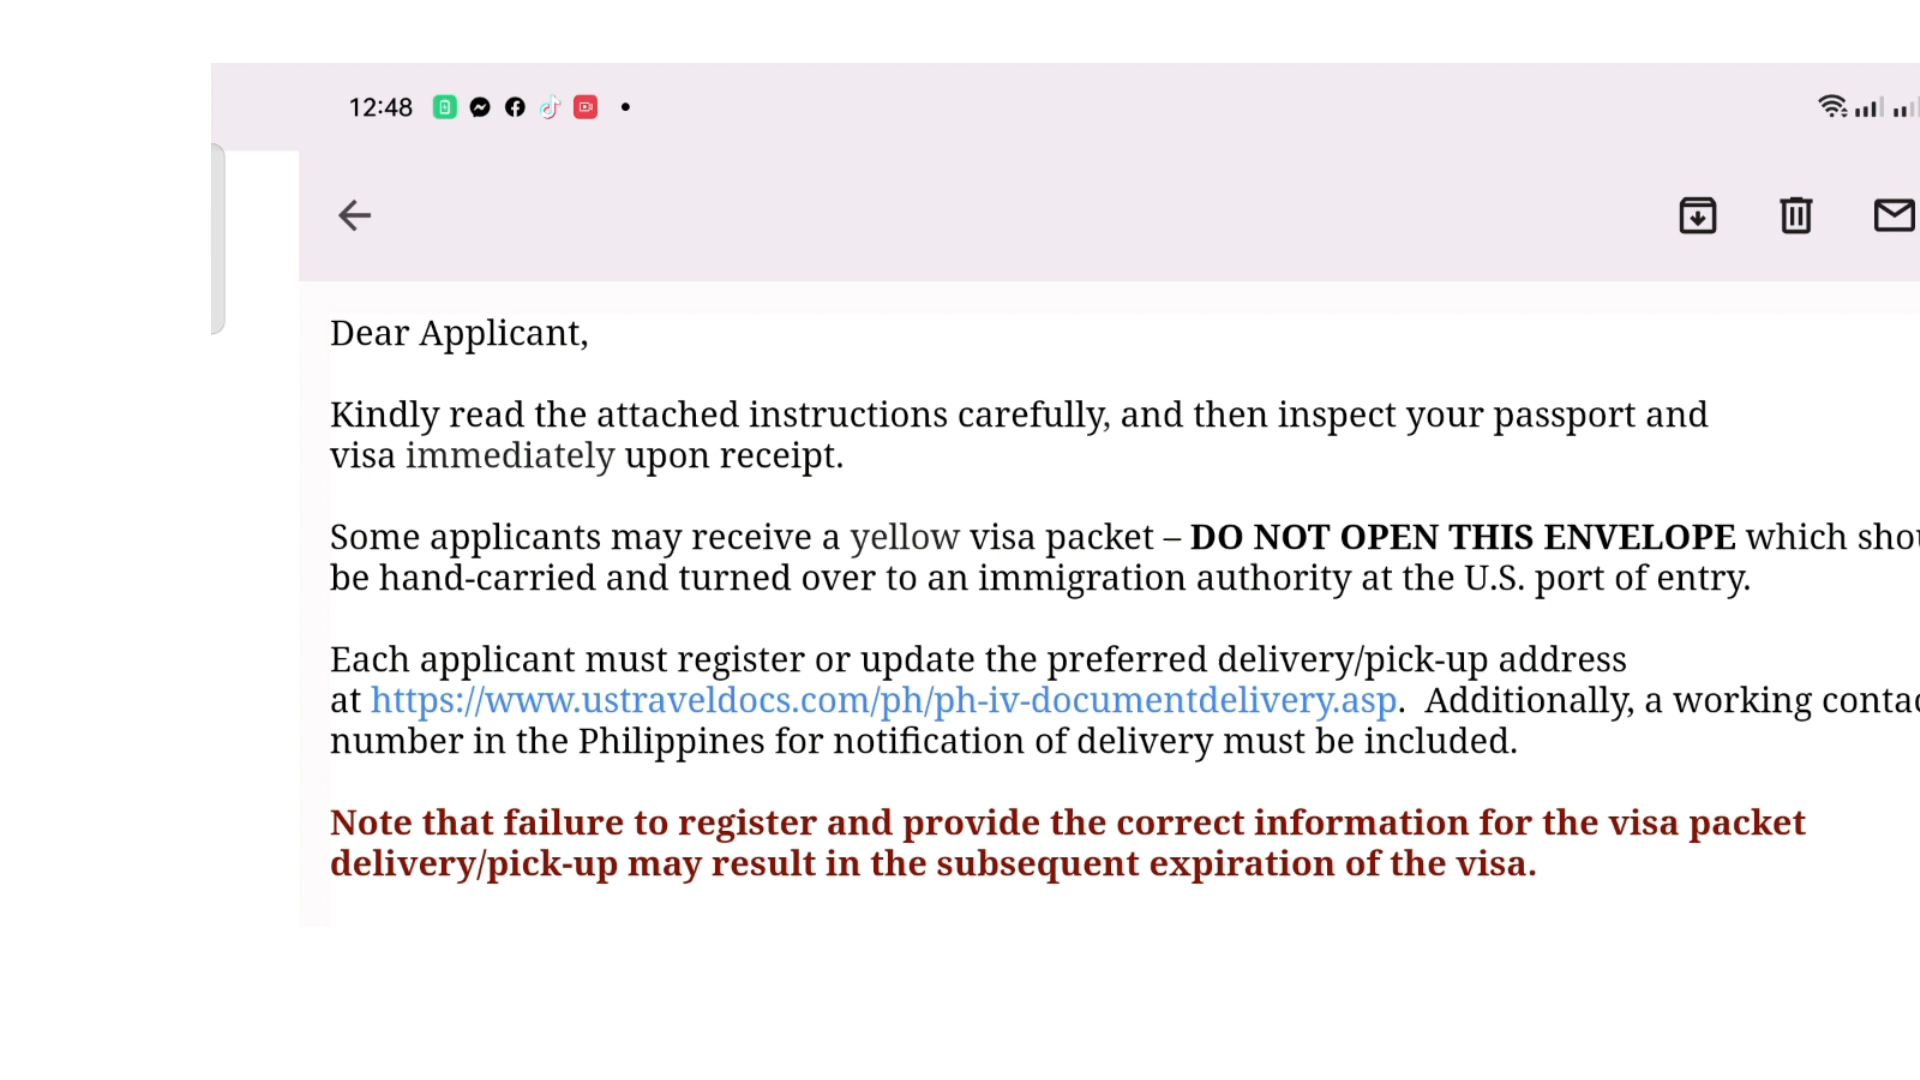 12:48
Dear Applicant,
Kindly read the attached instructions carefully, and then inspect your passport and
visa immediately upon receipt.
Some applicants may receive a yellow visa packet – DO NOT OPEN THIS ENVELOPE which
be hand-carried and turned over to an immigration authority at the U.S. port of entry.
Each applicant must register or update the preferred delivery/pick-up address
at https://www.ustraveldocs.com/ph/ph-iv-documentdelivery.asp. Additionally, a working
number in the Philippines for notification of delivery must be included.
Note that failure to register and provide the correct information for the visa packet
delivery/pick-up may result in the subsequent expiration of the visa.